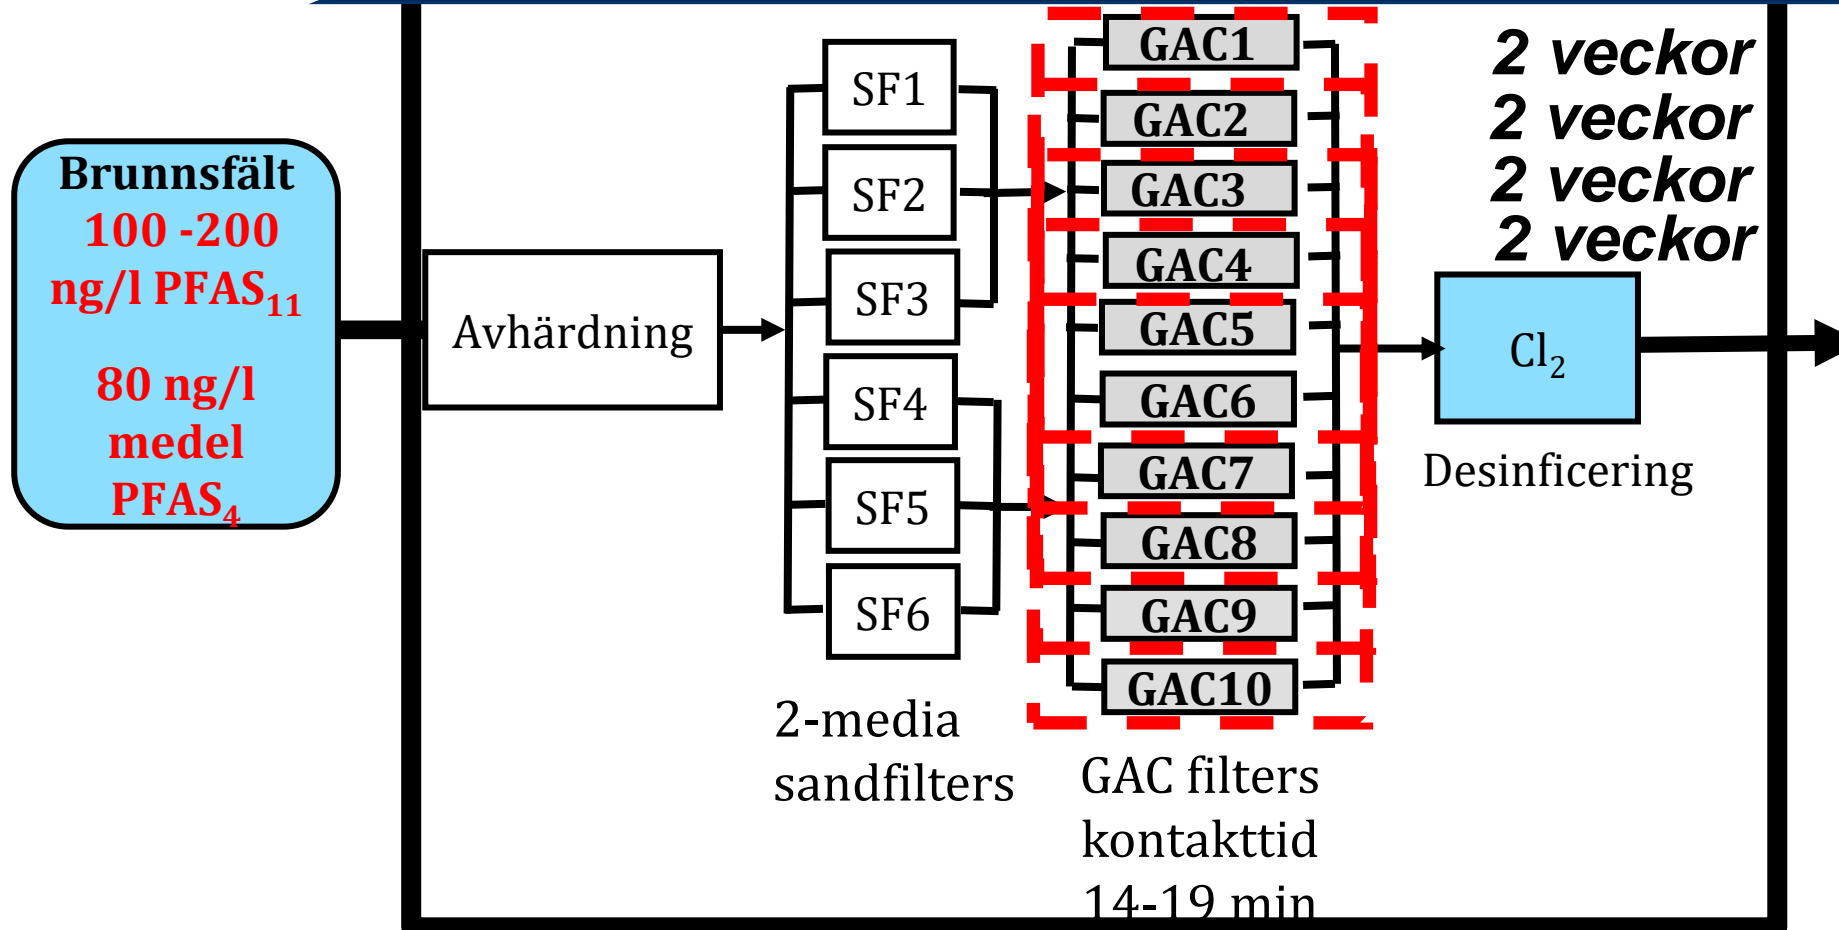 Brunnsfält
100 -200
ng/l PFAS₁₁
80 ng/l
medel
PFAS₄
Avhärdning
SF1
SF2
SF3
SF4
SF5
SF6
2-media
sandfilters
GAC1
GAC2
GAC3
GAC4
GAC5
GAC6
GAC7
GAC8
GAC9
GAC10
GAC filters
kontakttid
14-19 min
2 veckor
2 veckor
2 veckor
2 veckor
Cl₂
Desinficering